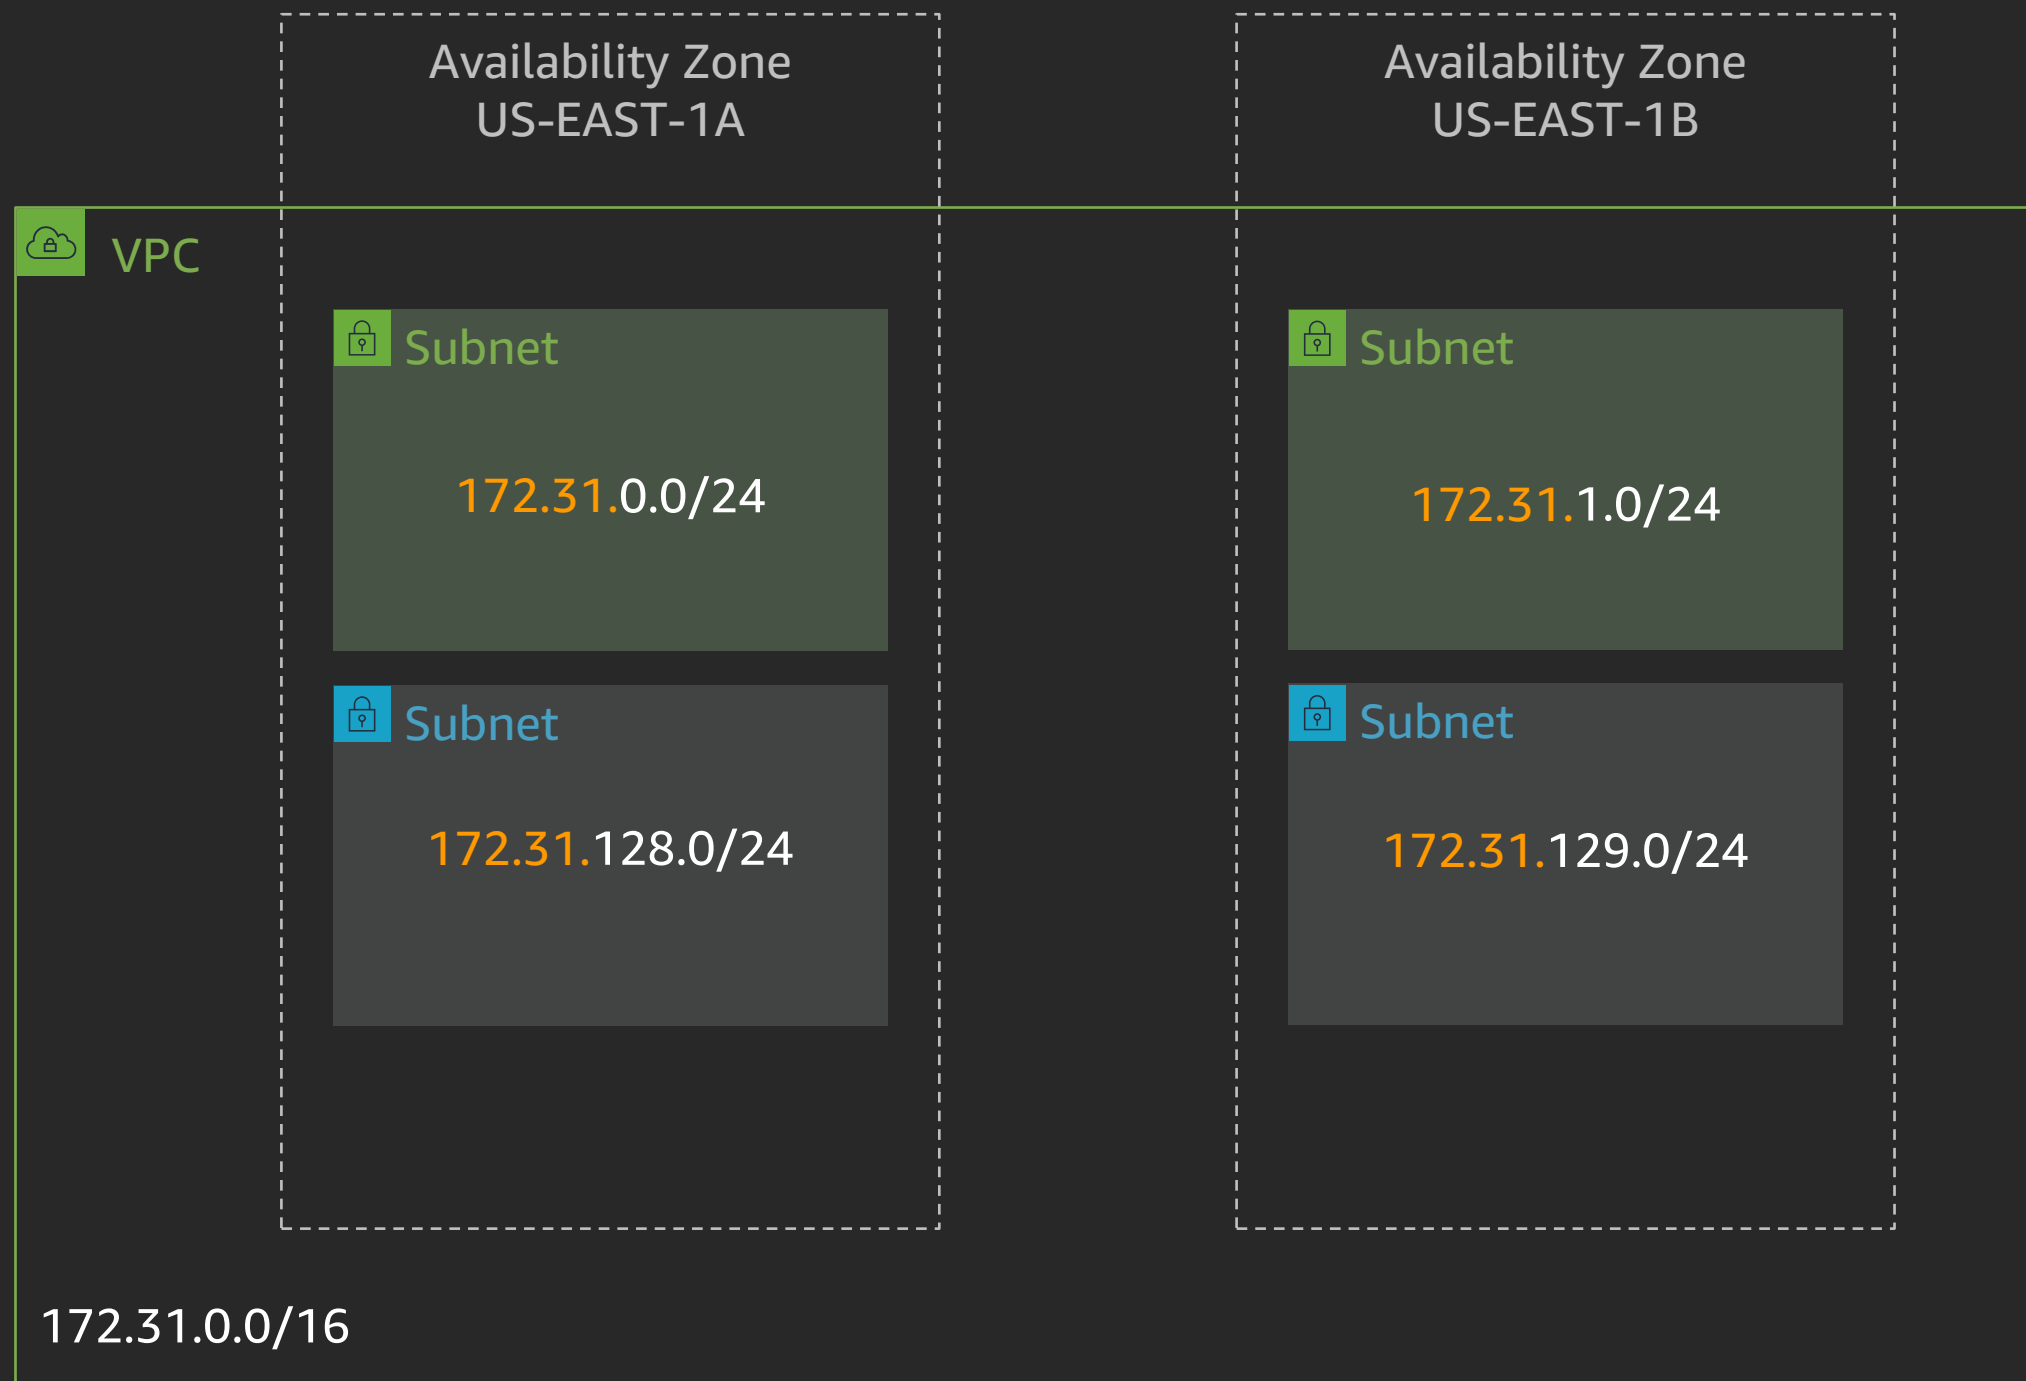 Availability Zone
US-EAST-1A
Availability Zone
US-EAST-1B
VPC
Subnet
172.31.0.0/24
Subnet
172.31.1.0/24
Subnet
172.31.128.0/24
Subnet
172.31.129.0/24
172.31.0.0/16